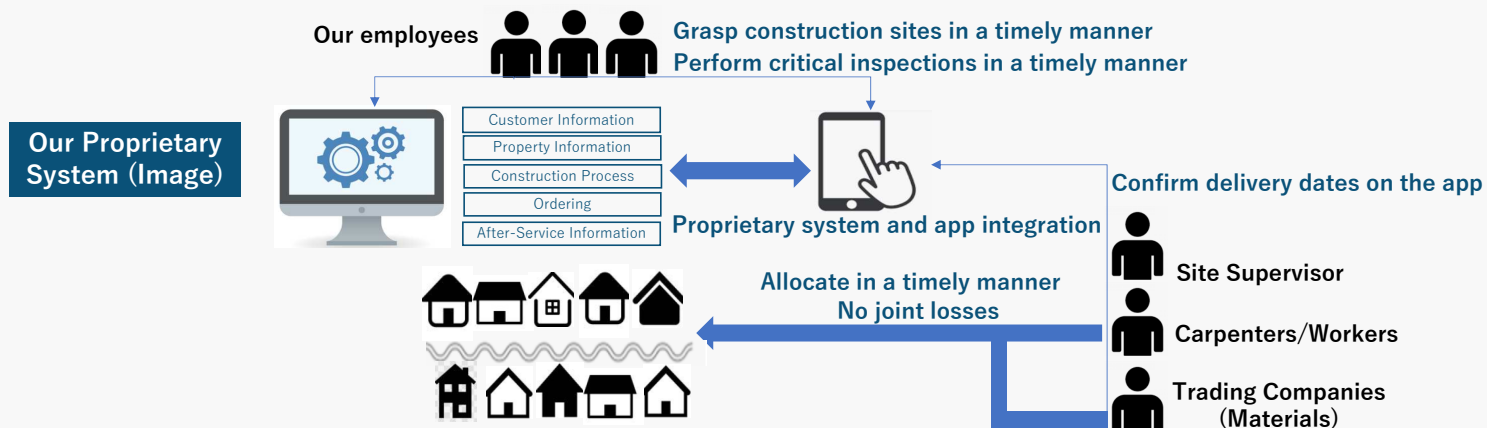 Our employees
Grasp construction sites in a timely manner
Perform critical inspections in a timely manner
Our Proprietary
System (Image)
Customer Information
Property Information
Construction Process
Ordering
After-Service Information
Proprietary system and app integration
Confirm delivery dates on the app
Site Supervisor
Allocate in a timely manner
No joint losses
Carpenters/Workers
Trading Companies
(Materials)